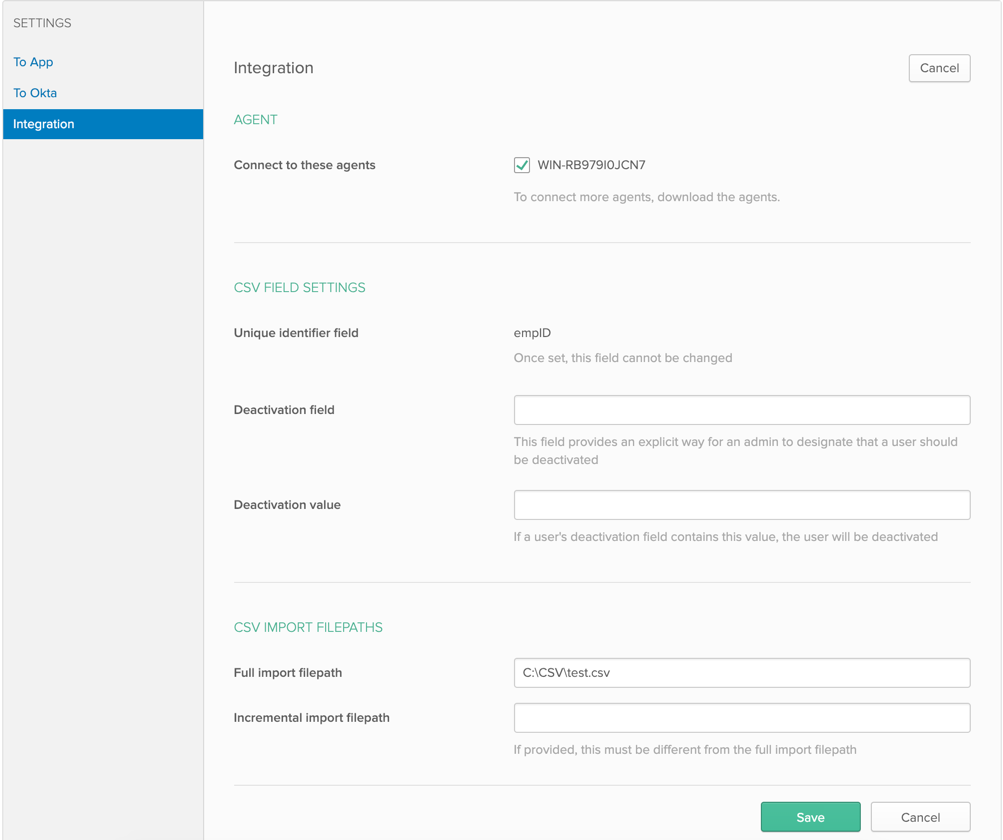 SETTINGS
To App
To Okta
Integration
Integration
Cancel
AGENT
Connect to these agents
WIN-RB979I0JCN7
To connect more agents, download the agents.
CSV FIELD SETTINGS
Unique identifier field
empID
Once set, this field cannot be changed
Deactivation field
This field provides an explicit way for an admin to designate that a user should
be deactivated
Deactivation value
If a user's deactivation field contains this value, the user will be deactivated
CSV IMPORT FILEPATHS
Full import filepath
C:\CSV\test.csv
Incremental import filepath
If provided, this must be different from the full import filepath
Save
Cancel